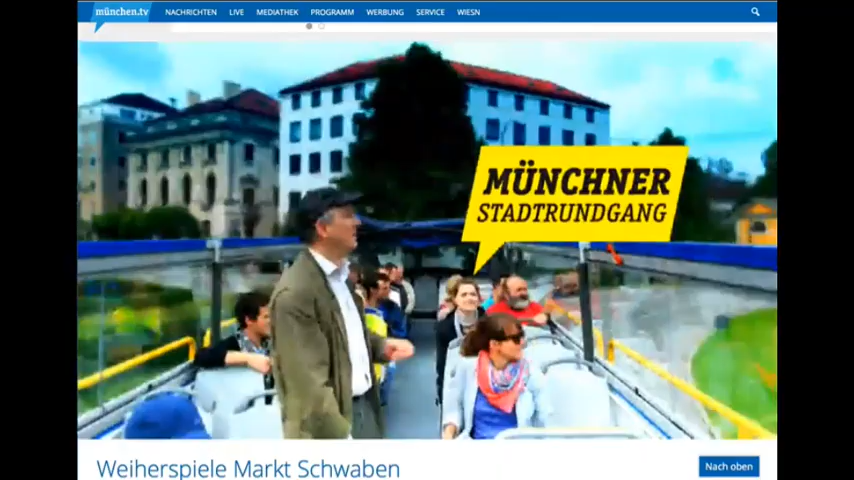 münchen.tv
NACHRICHTEN LIVE MEDIATHEK PROGRAMM WERBUNG SERVICE WIESN
MÜNCHNER
STADTRUNDGANG
Weiherspiele Markt Schwaben
Nach oben